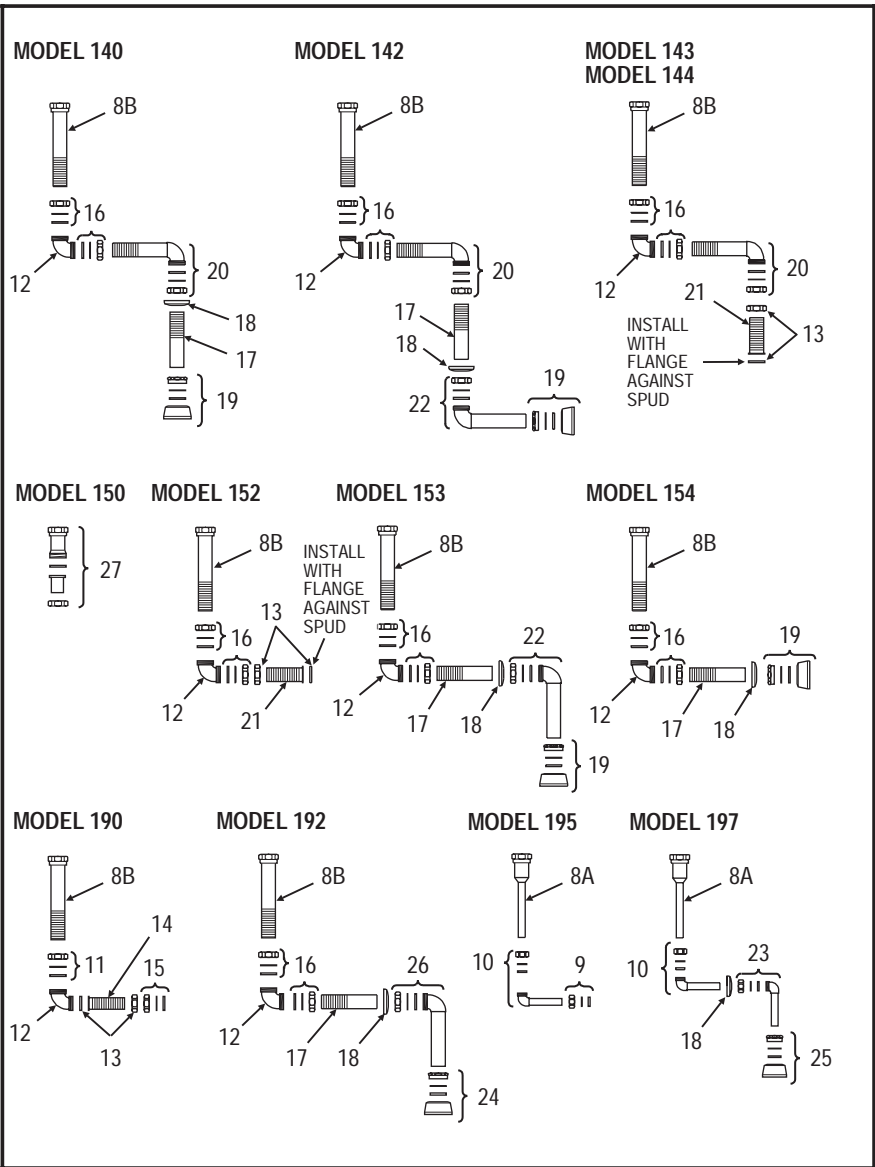 MODEL 140
8B
16
12
20
18
17
19
MODEL 142
8B
16
12
20
17
18
22
19
MODEL 143
MODEL 144
8B
16
12
20
21
13
INSTALL
WITH
FLANGE
AGAINST
SPUD
MODEL 150
27
MODEL 152
8B
INSTALL
WITH
FLANGE
AGAINST
SPUD
16
13
12
21
MODEL 153
8B
16
22
12
17
18
19
MODEL 154
8B
16
19
12
17
18
MODEL 190
8B
14
11
15
12
13
MODEL 192
8B
16
26
12
17
18
24
MODEL 195
8A
10
9
MODEL 197
8A
10
23
18
25